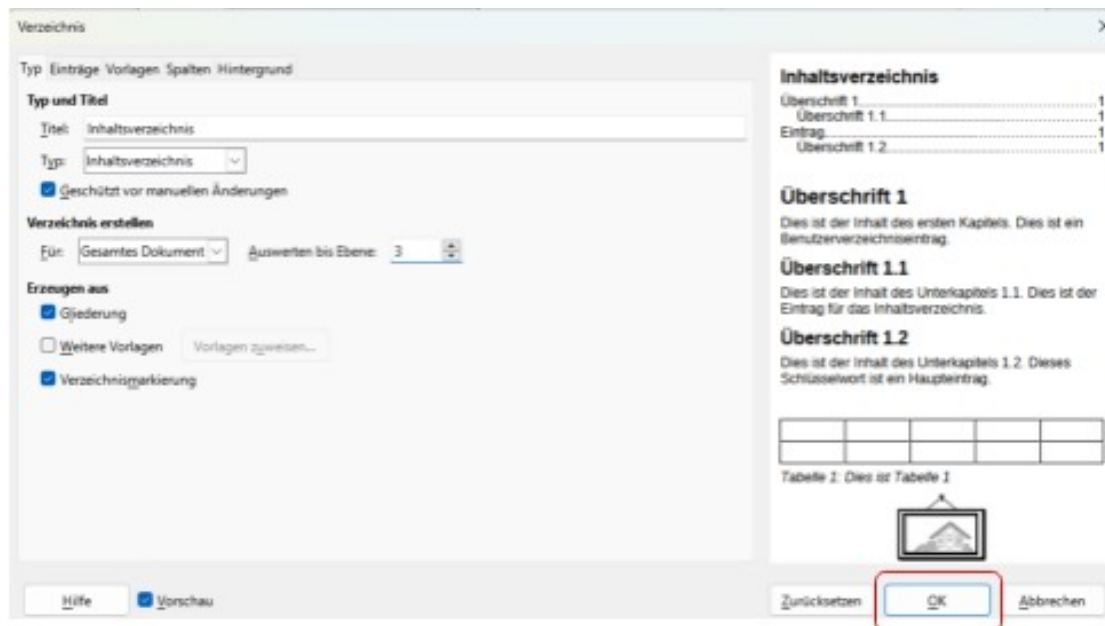 Verzeichnis
Typ Einträge Vorlagen Spalten Hintergrund
Typ und Titel
Titel: Inhaltsverzeichnis
Typ: Inhaltsverzeichnis
Geschützt vor manuellen Änderungen
Verzeichnis erstellen
Für: Gesamtes Dokument Auswerten bis Ebene: 3
Erzeugen aus
Gliederung
Weitere Vorlagen Vorlagen zuweisen...
Verzeichnismarkierung
Hilfe Vorschau
Inhaltsverzeichnis
Überschrift 1 1
Überschrift 1.1 1
Eintrag 1
Überschrift 1.2 1
Überschrift 1
Dies ist der Inhalt des ersten Kapitels. Dies ist ein
Benutzerverzeichniseintrag.
Überschrift 1.1
Dies ist der Inhalt des Unterkapitels 1.1. Dies ist der
Eintrag für das Inhaltsverzeichnis.
Überschrift 1.2
Dies ist der Inhalt des Unterkapitels 1.2. Dieses
Schlüsselwort ist ein Haupteintrag.
Tabelle 1: Dies ist Tabelle 1
Zurücksetzen OK Abbrechen